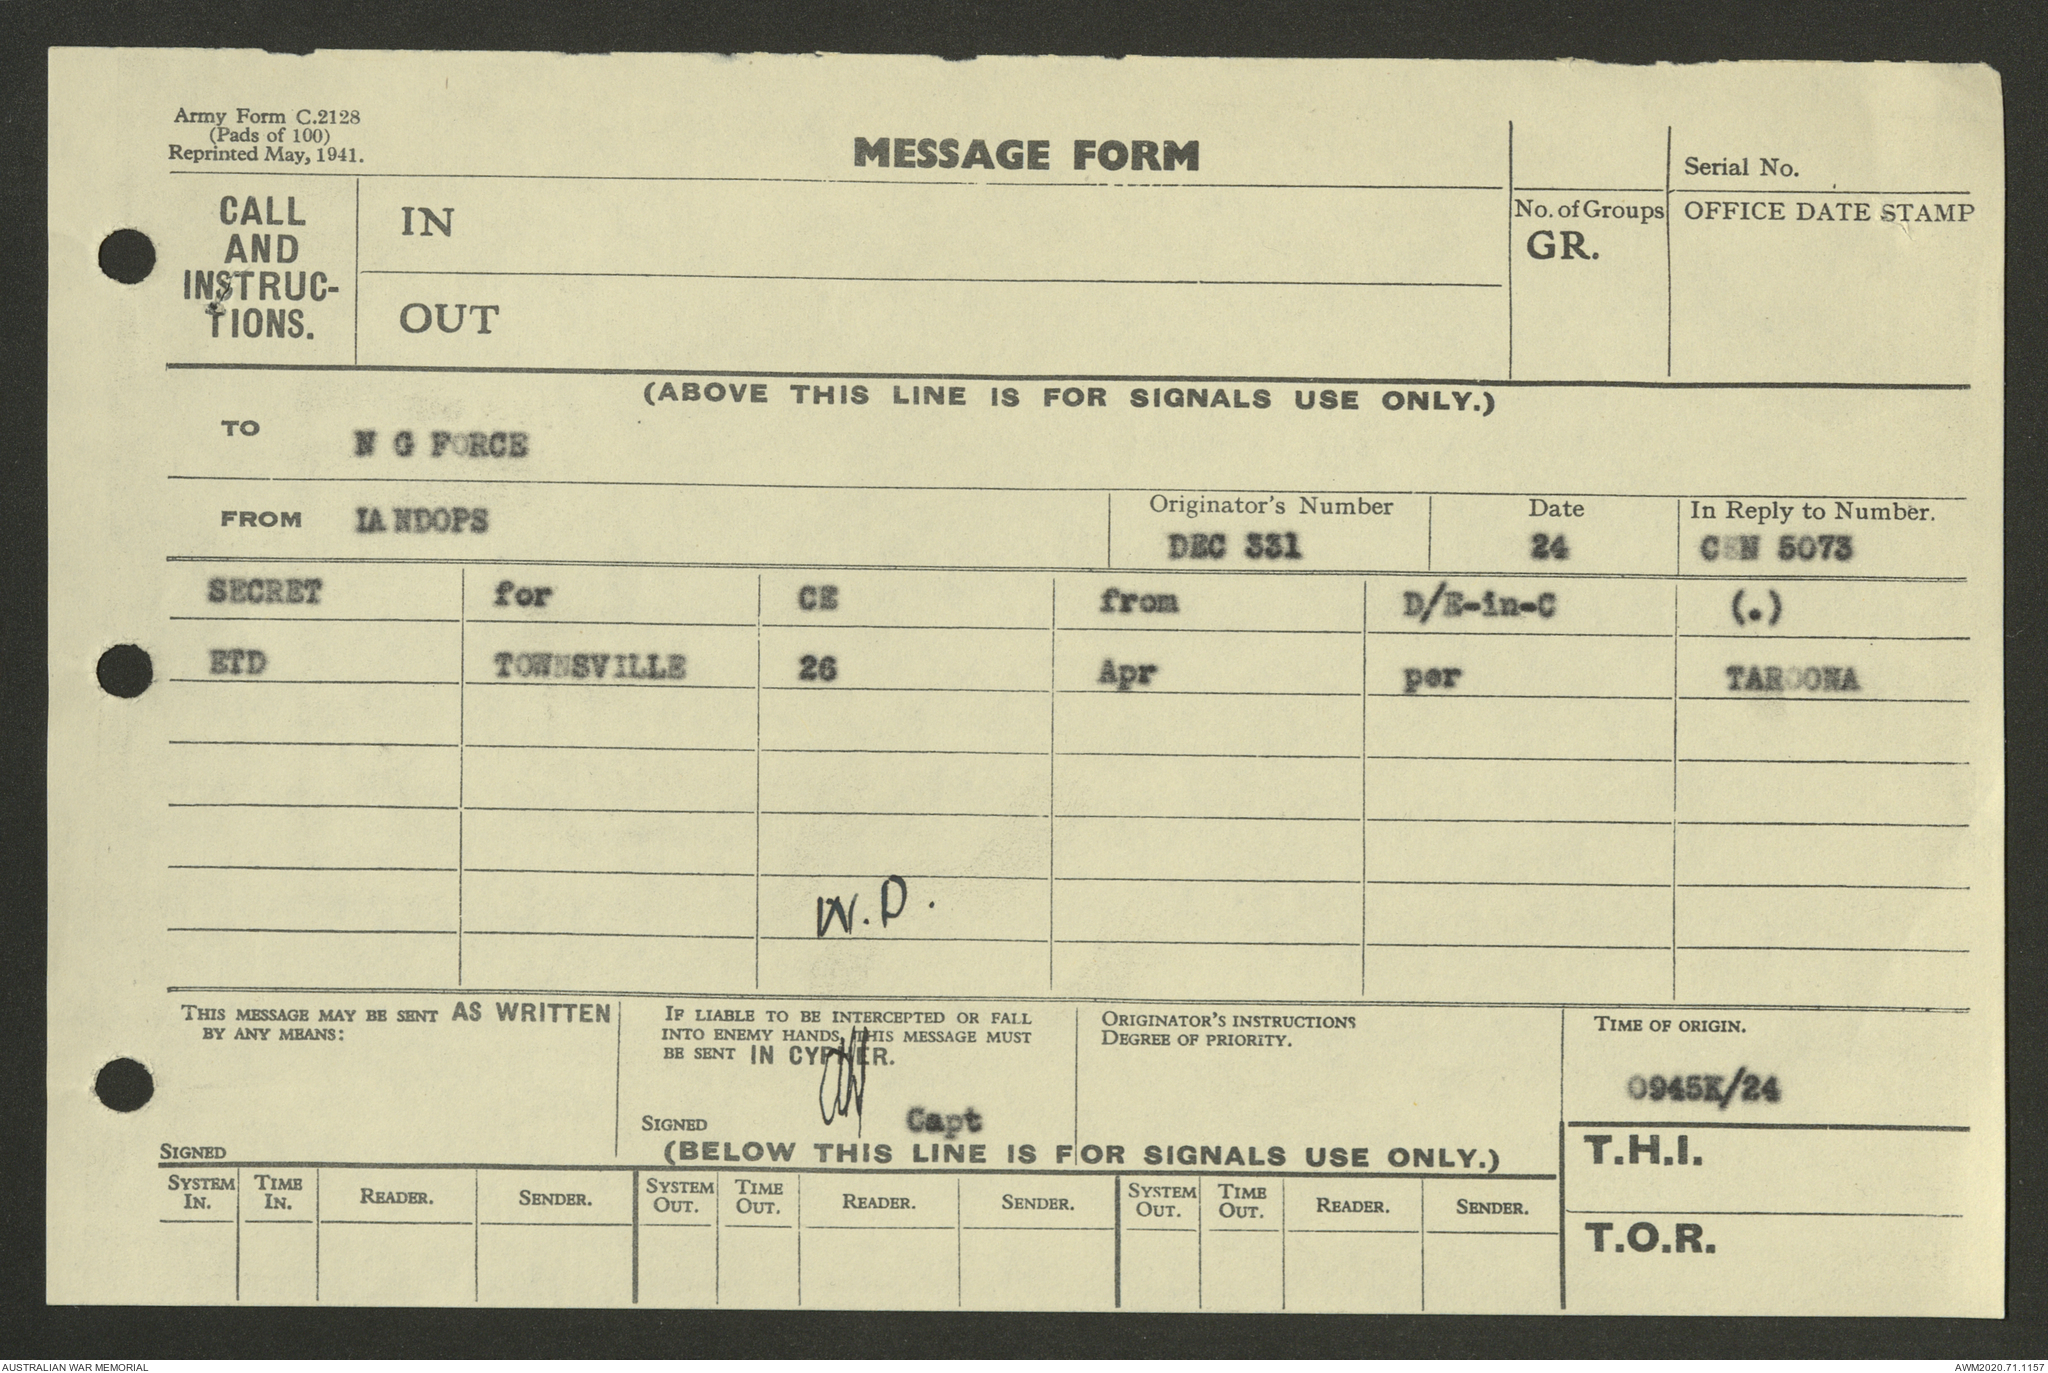 Army Form C.2128
(Pads of 100)
Reprinted May, 1941.
MESSAGE FORM
Serial No.
CALL
AND
INSTRUC-
TIONS.
IN
OUT
No. of Groups
GR.
OFFICE DATE STAMP
(ABOVE THIS LINE IS FOR SIGNALS USE ONLY.)
TO N G FORCE
FROM LANDOPS
Originator's Number
DEC 331
Date
24
In Reply to Number.
CEN 5073
SECRET for CE from D/E-in-C (.)
ETD TOWNSVILLE 26 Apr per TAROONA
W.D.
THIS MESSAGE MAY BE SENT AS WRITTEN
BY ANY MEANS:
SIGNED
IF LIABLE TO BE INTERCEPTED OR FALL
INTO ENEMY HANDS, THIS MESSAGE MUST
BE SENT IN CYPHER.
SIGNED Capt
ORIGINATOR'S INSTRUCTIONS
DEGREE OF PRIORITY.
TIME OF ORIGIN.
0945K/24
(BELOW THIS LINE IS FOR SIGNALS USE ONLY.)
T.H.I.
T.O.R.
SYSTEM IN. TIME IN. READER. SENDER. SYSTEM OUT. TIME OUT. READER. SENDER. SYSTEM OUT. TIME OUT. READER. SENDER.
AUSTRALIAN WAR MEMORIAL
AWM2020.71.1157